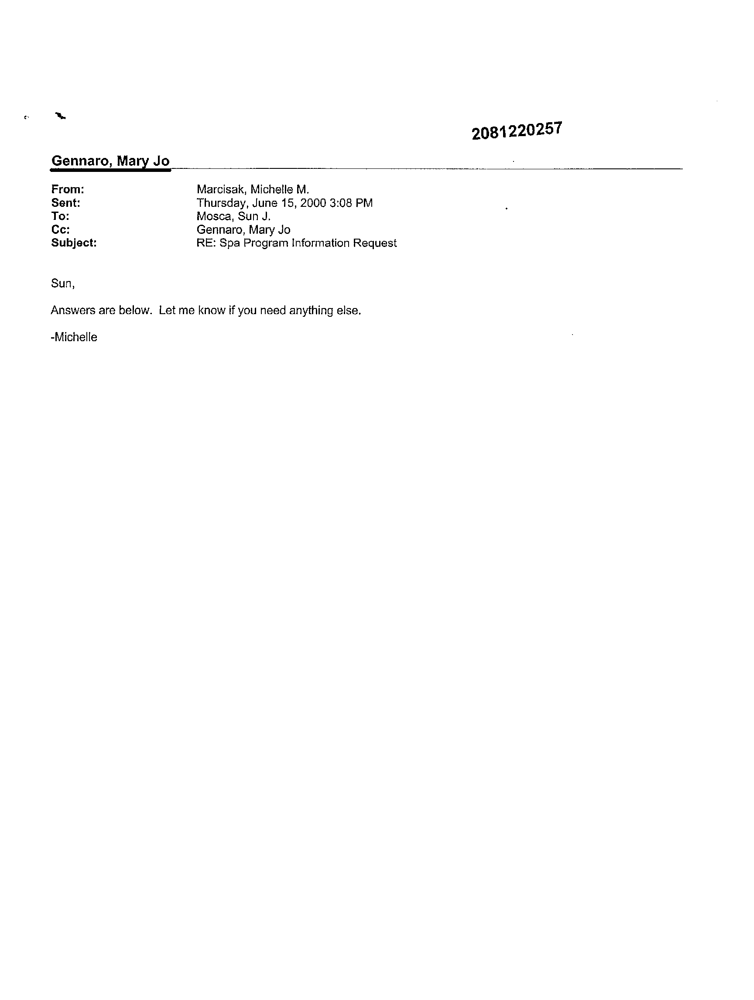 2081220257
Gennaro, Mary Jo
From: Marcisak, Michelle M.
Sent: Thursday, June 15, 2000 3:08 PM
To: Mosca, Sun J.
Cc: Gennaro, Mary Jo
Subject: RE: Spa Program Information Request
Sun,
Answers are below. Let me know if you need anything else.
-Michelle